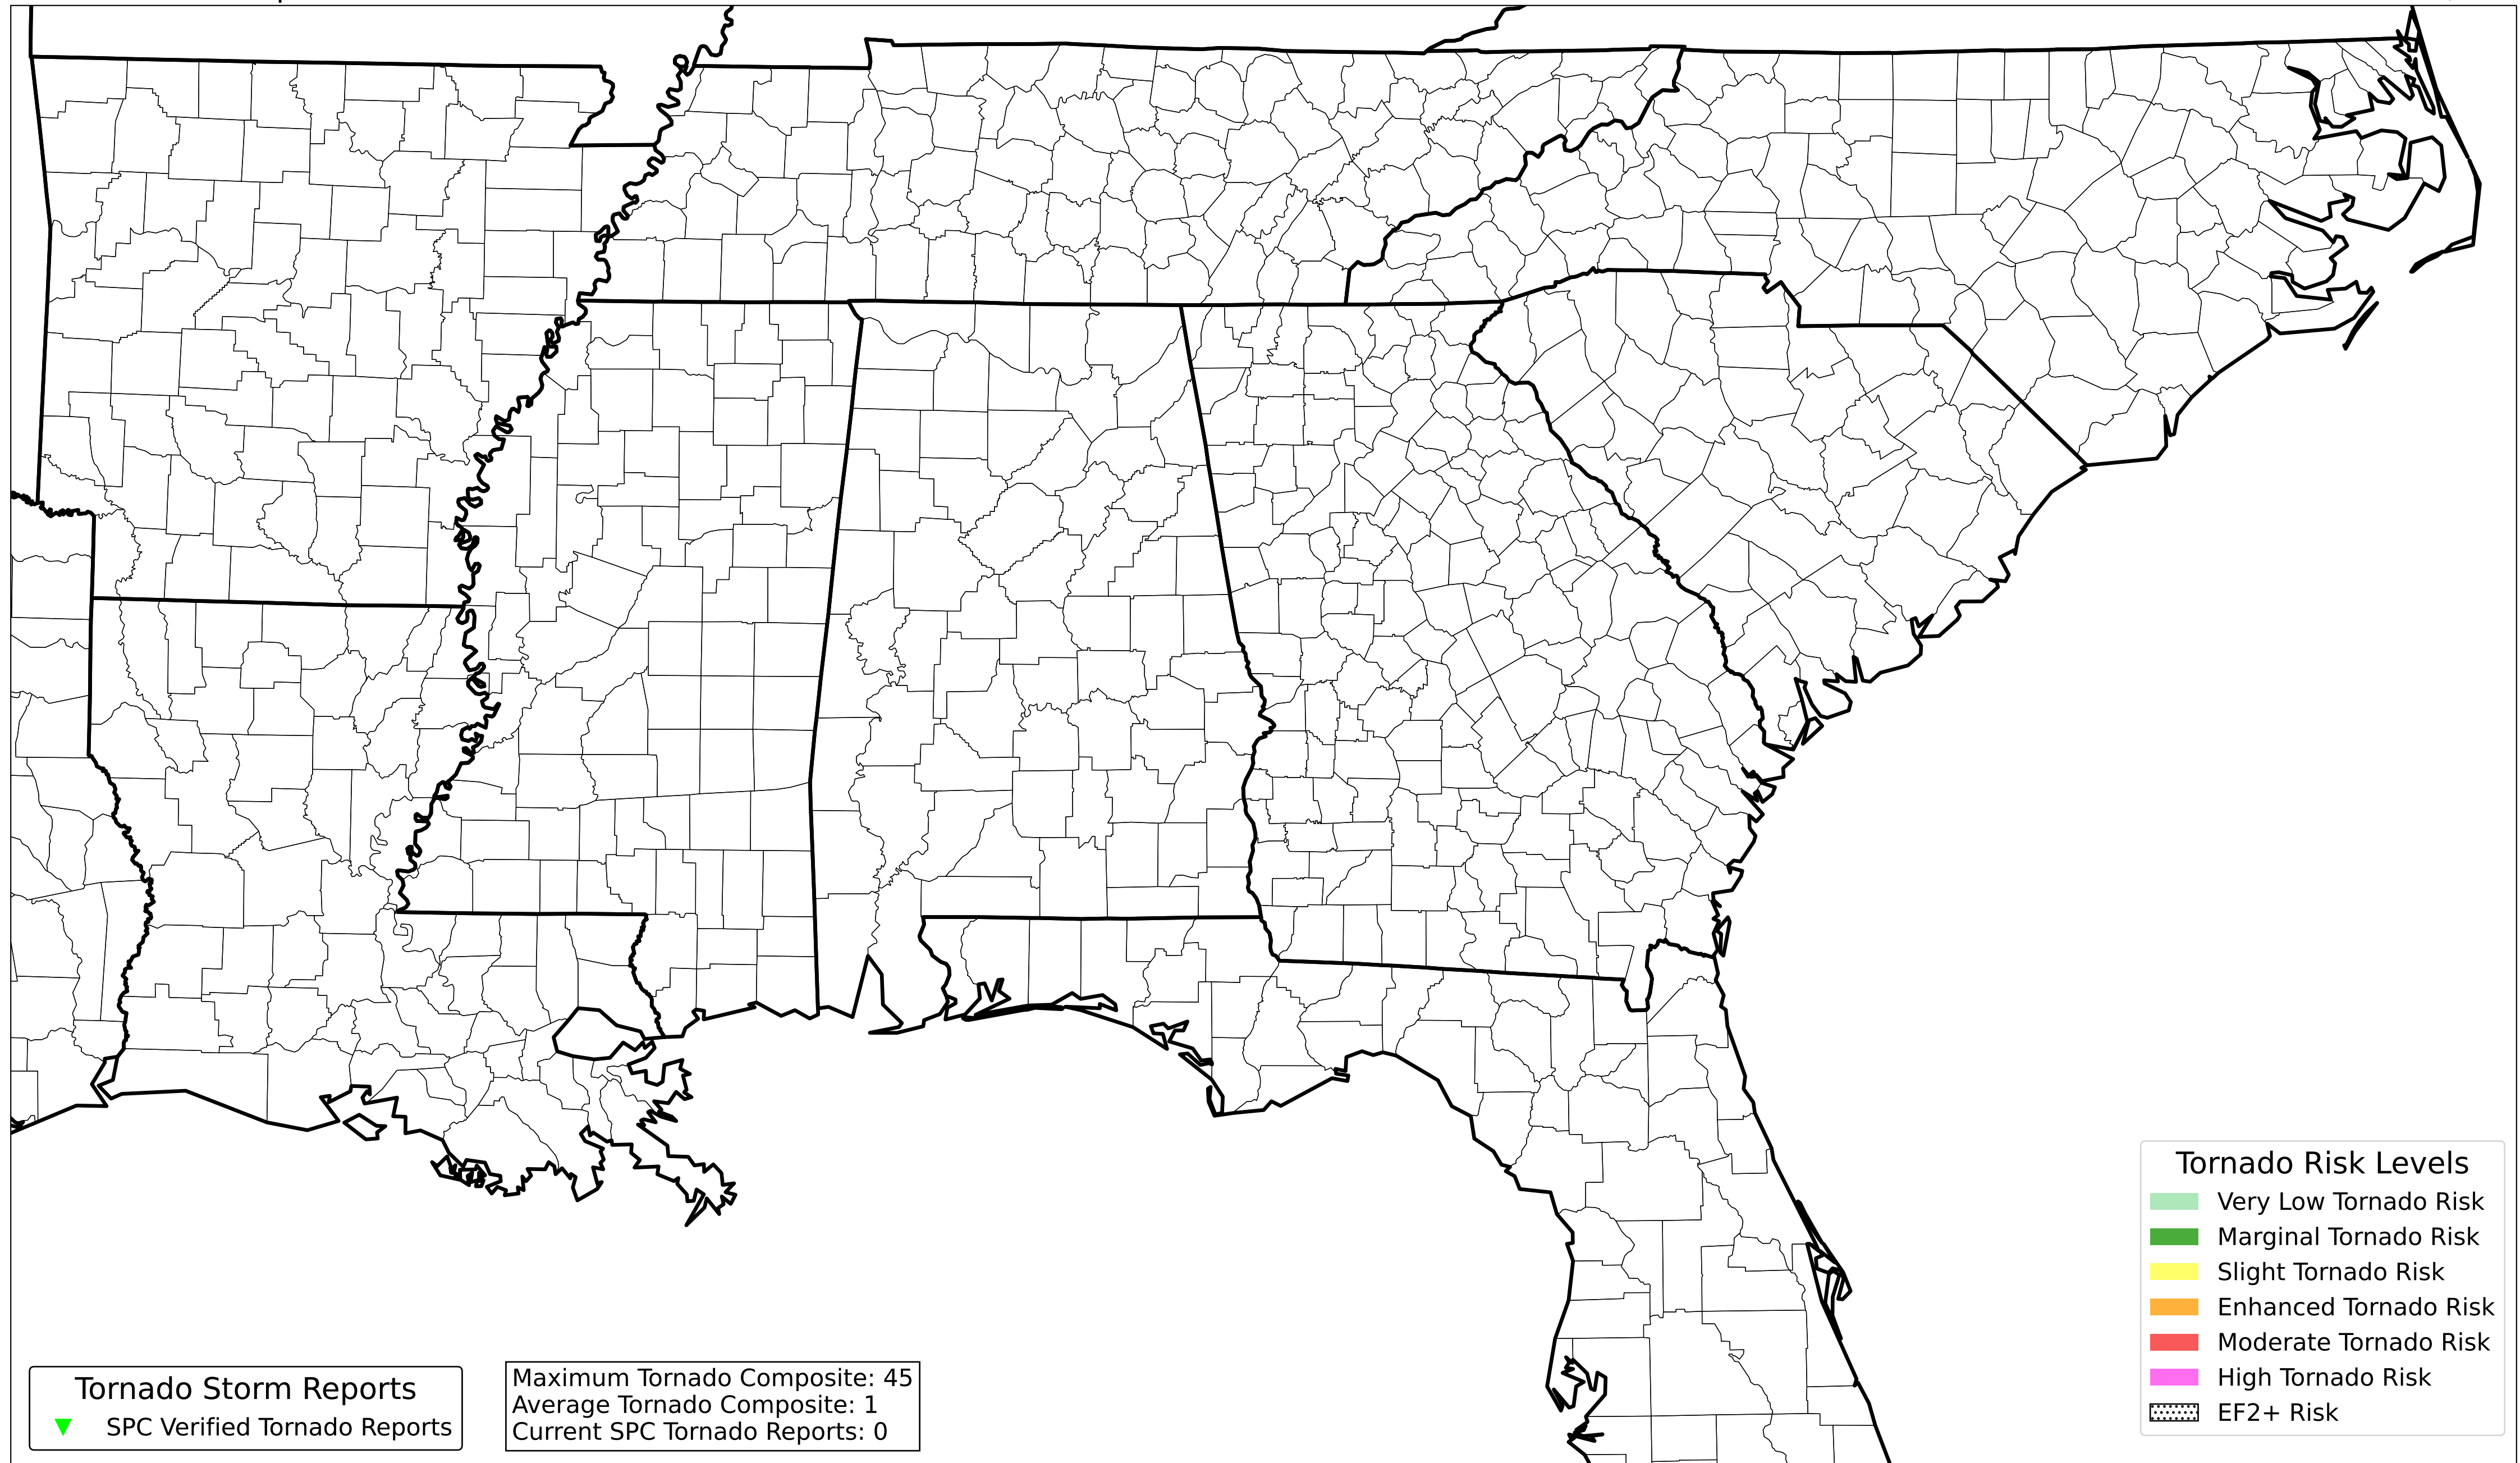 Tornado Storm Reports
SPC Verified Tornado Reports
Maximum Tornado Composite: 45
Average Tornado Composite: 1
Current SPC Tornado Reports: 0
Tornado Risk Levels
Very Low Tornado Risk
Marginal Tornado Risk
Slight Tornado Risk
Enhanced Tornado Risk
Moderate Tornado Risk
High Tornado Risk
EF2+ Risk